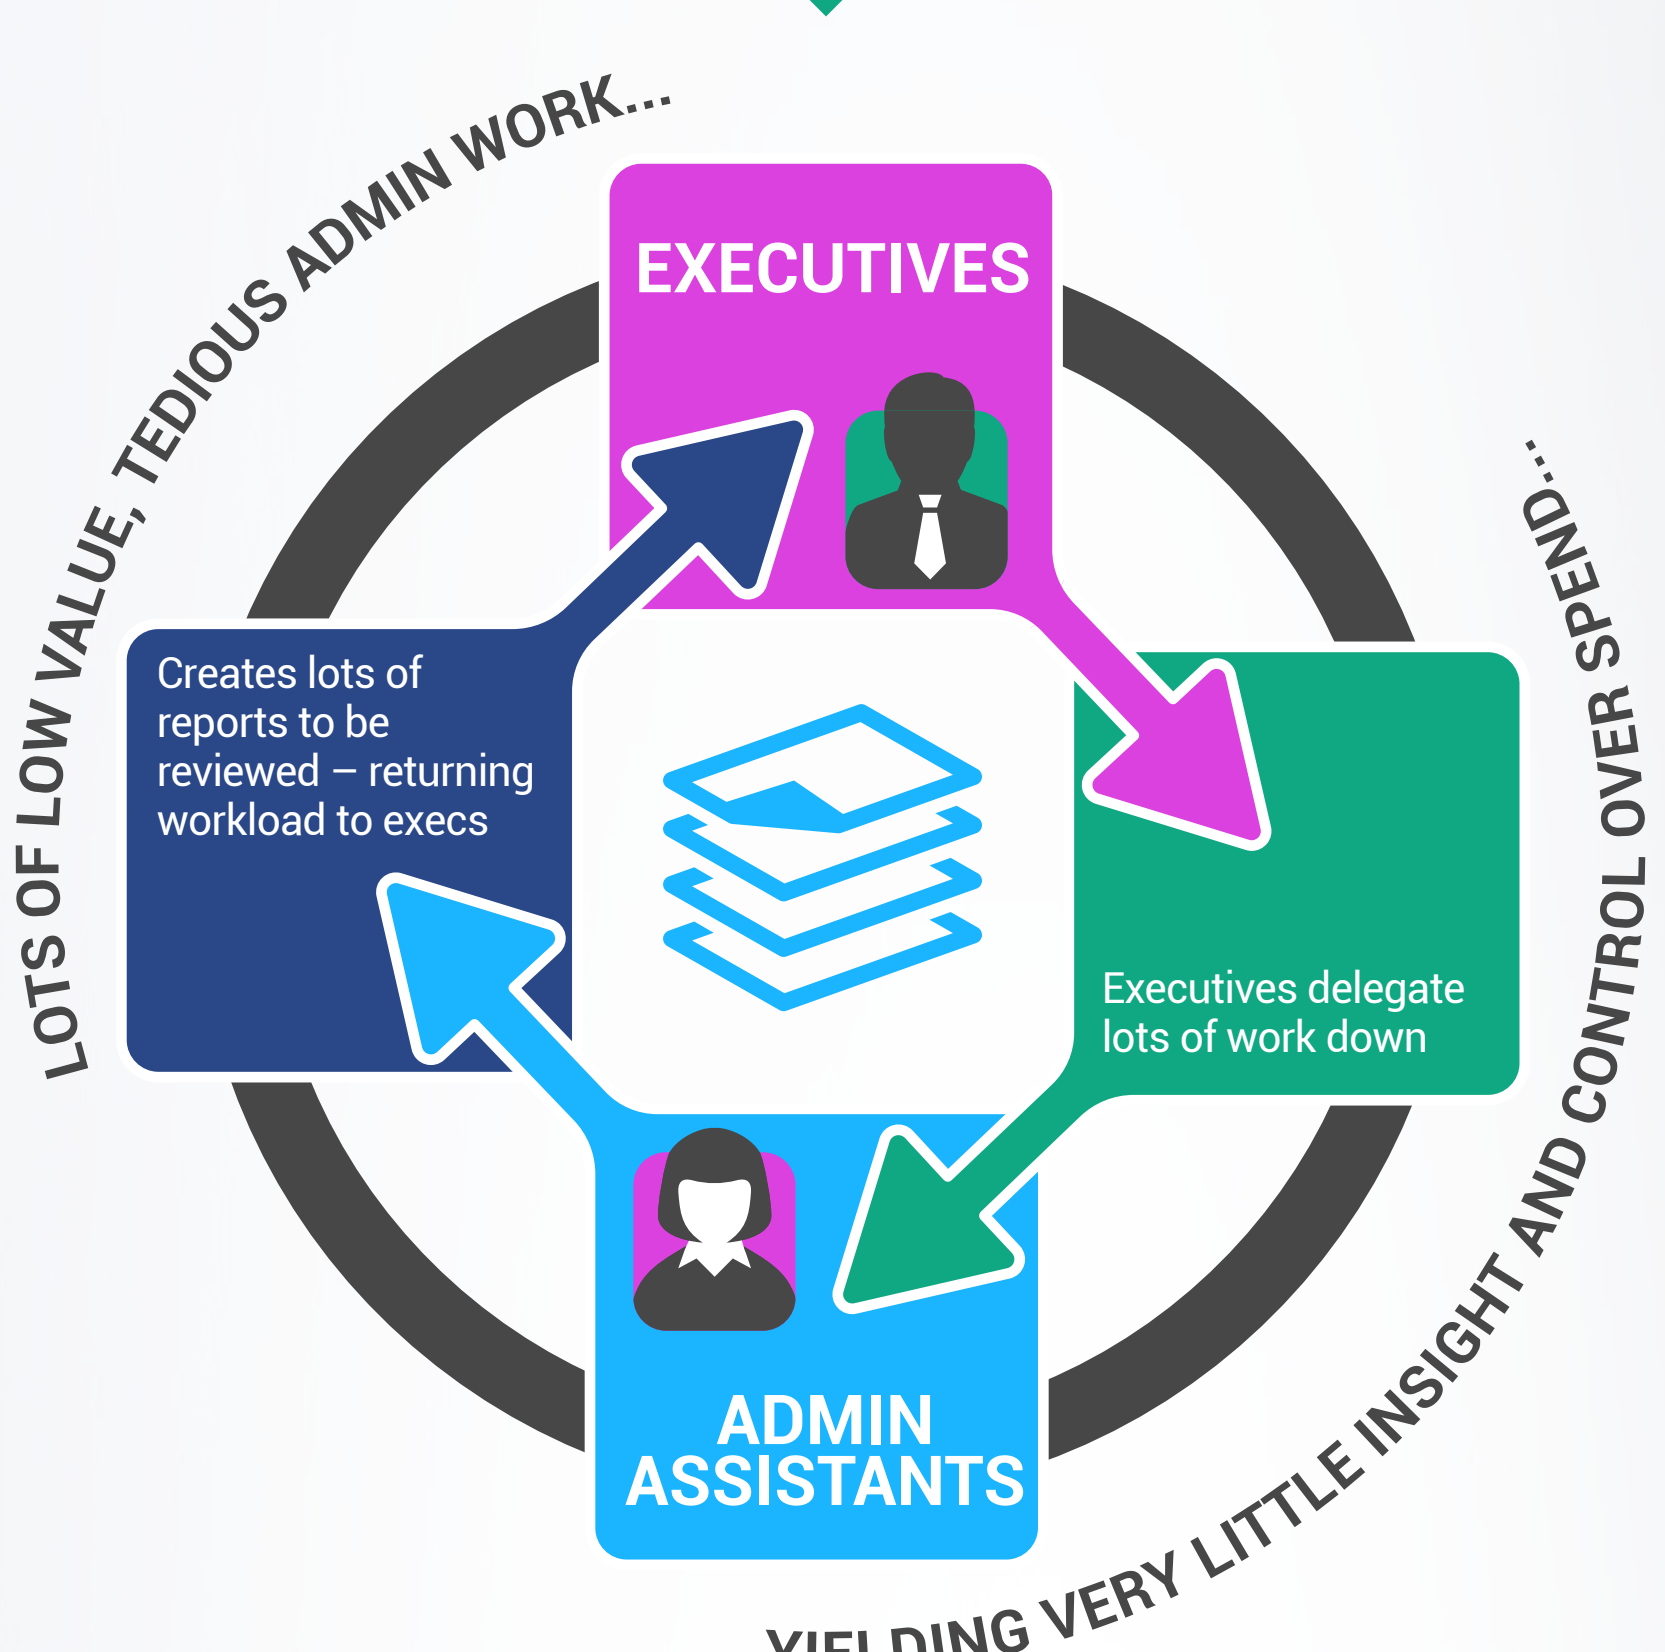 LOTS OF LOW VALUE, TEDIOUS ADMIN WORK...
EXECUTIVES
Creates lots of
reports to be
reviewed – returning
workload to execs
Executives delegate
lots of work down
ADMIN
ASSISTANTS
YIELDING VERY LITTLE INSIGHT AND CONTROL OVER SPEND...